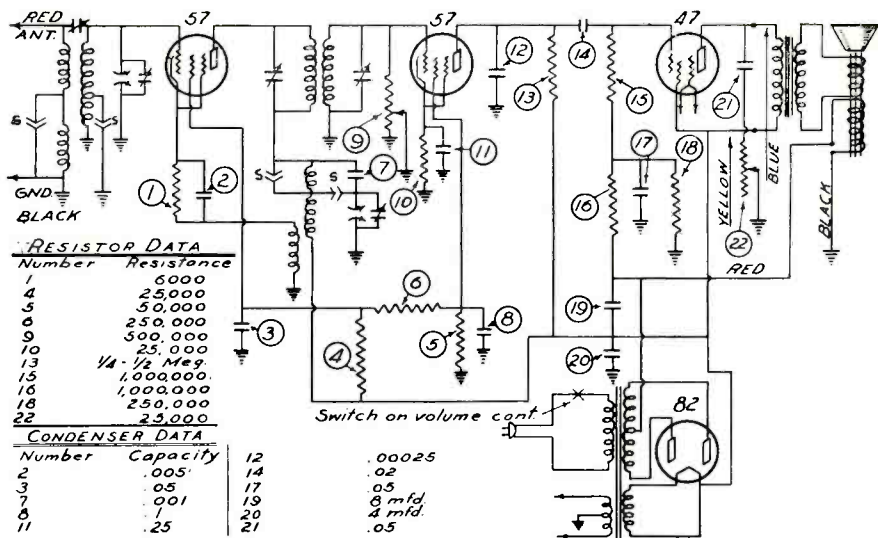 RED
ANT.
57
57
47
12
14
13
15
21
9
11
17
18
S
S
1
2
S
S
7
10
16
YELLOW
BLUE
BLACK
GND.
BLACK
22
RED
6
3
4
5
8
19
20
Switch on volume cont.
82
RESISTOR DATA
Number Resistance
1 6000
4 25,000
5 50,000
6 250,000
9 500,000
10 25,000
13 1/4-1/2 Meg.
15 1,000,000
16 1,000,000
18 250,000
22 25,000
CONDENSER DATA
Number Capacity
2 .005
3 .05
7 .001
8 .1
11 .25
12 .00025
14 .02
17 .05
19 8 mfd.
20 4 mfd.
21 .05